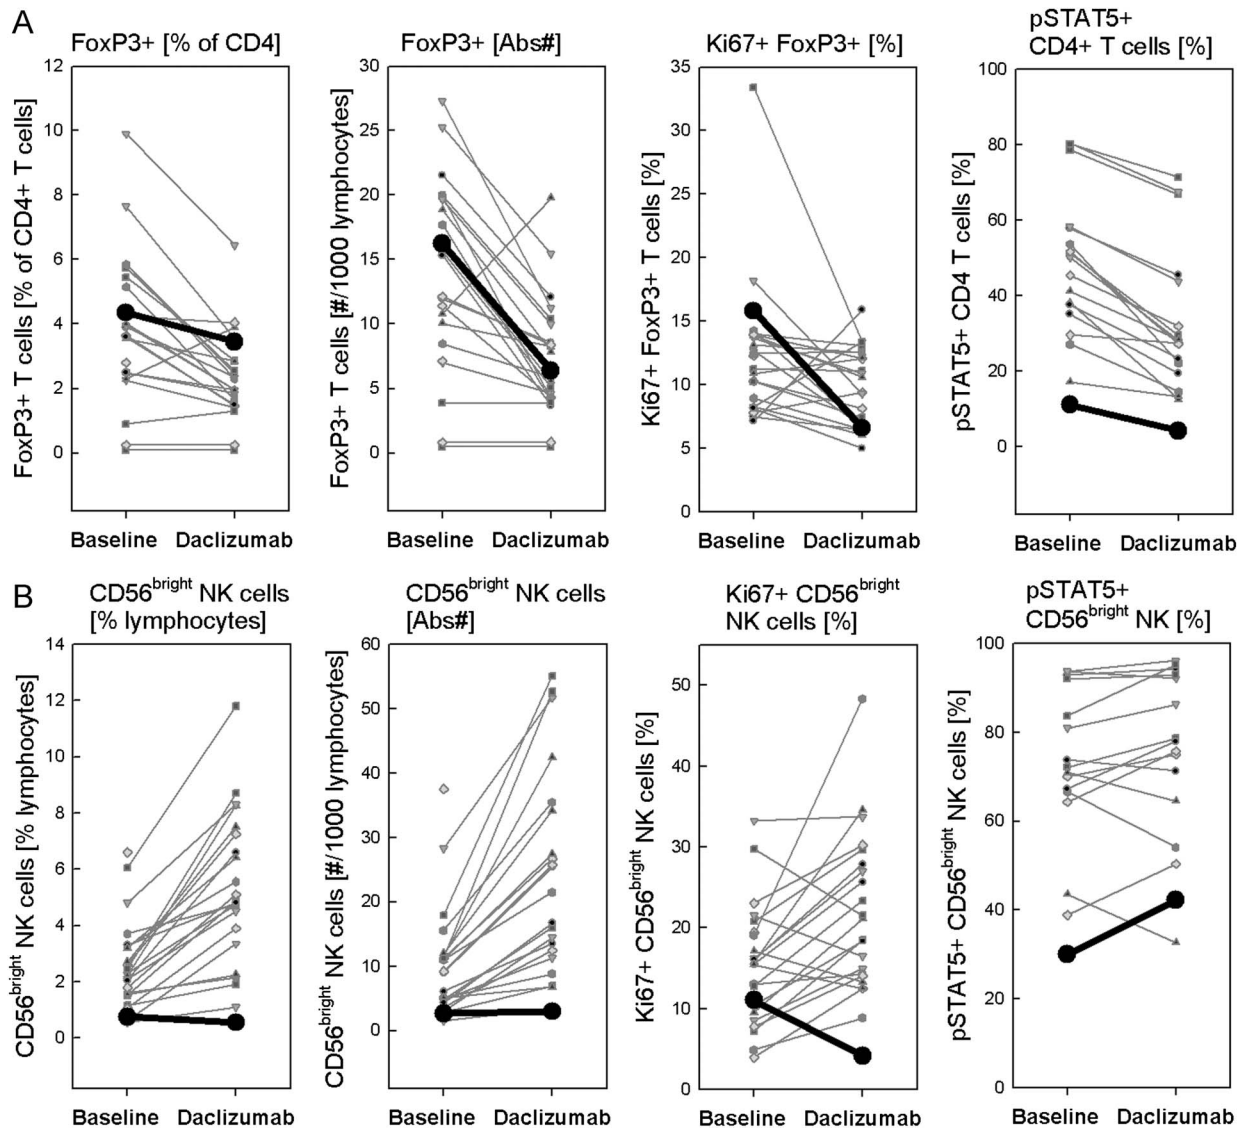 A
FoxP3+ [% of CD4]
FoxP3+ T cells [% of CD4+ T cells]
12
10
8
6
4
2
0
Baseline Daclizumab
FoxP3+ [Abs#]
FoxP3+ T cells [#/1000 lymphocytes]
30
25
20
15
10
5
0
Baseline Daclizumab
Ki67+ FoxP3+ [%]
Ki67+ FoxP3+ T cells [%]
35
30
25
20
15
10
5
0
Baseline Daclizumab
pSTAT5+
CD4+ T cells [%]
pSTAT5+ CD4 T cells [%]
100
80
60
40
20
0
Baseline Daclizumab
B
CD56bright NK cells
[% lymphocytes]
CD56bright NK cells [% lymphocytes]
14
12
10
8
6
4
2
0
Baseline Daclizumab
CD56bright NK cells
[Abs#]
CD56bright NK cells [#/1000 lymphocytes]
60
50
40
30
20
10
0
Baseline Daclizumab
Ki67+ CD56bright
NK cells [%]
Ki67+ CD56bright NK cells [%]
50
40
30
20
10
0
Baseline Daclizumab
pSTAT5+
CD56bright NK [%]
pSTAT5+ CD56bright NK cells [%]
100
80
60
40
20
0
Baseline Daclizumab